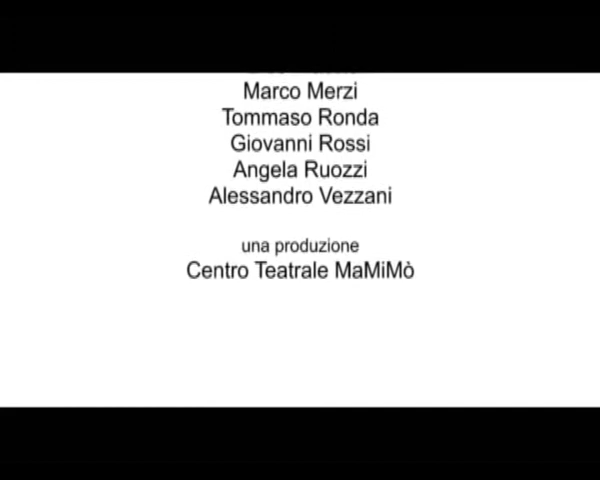 Marco Merzi
Tommaso Ronda
Giovanni Rossi
Angela Ruozzi
Alessandro Vezzani
una produzione
Centro Teatrale MaMiMò